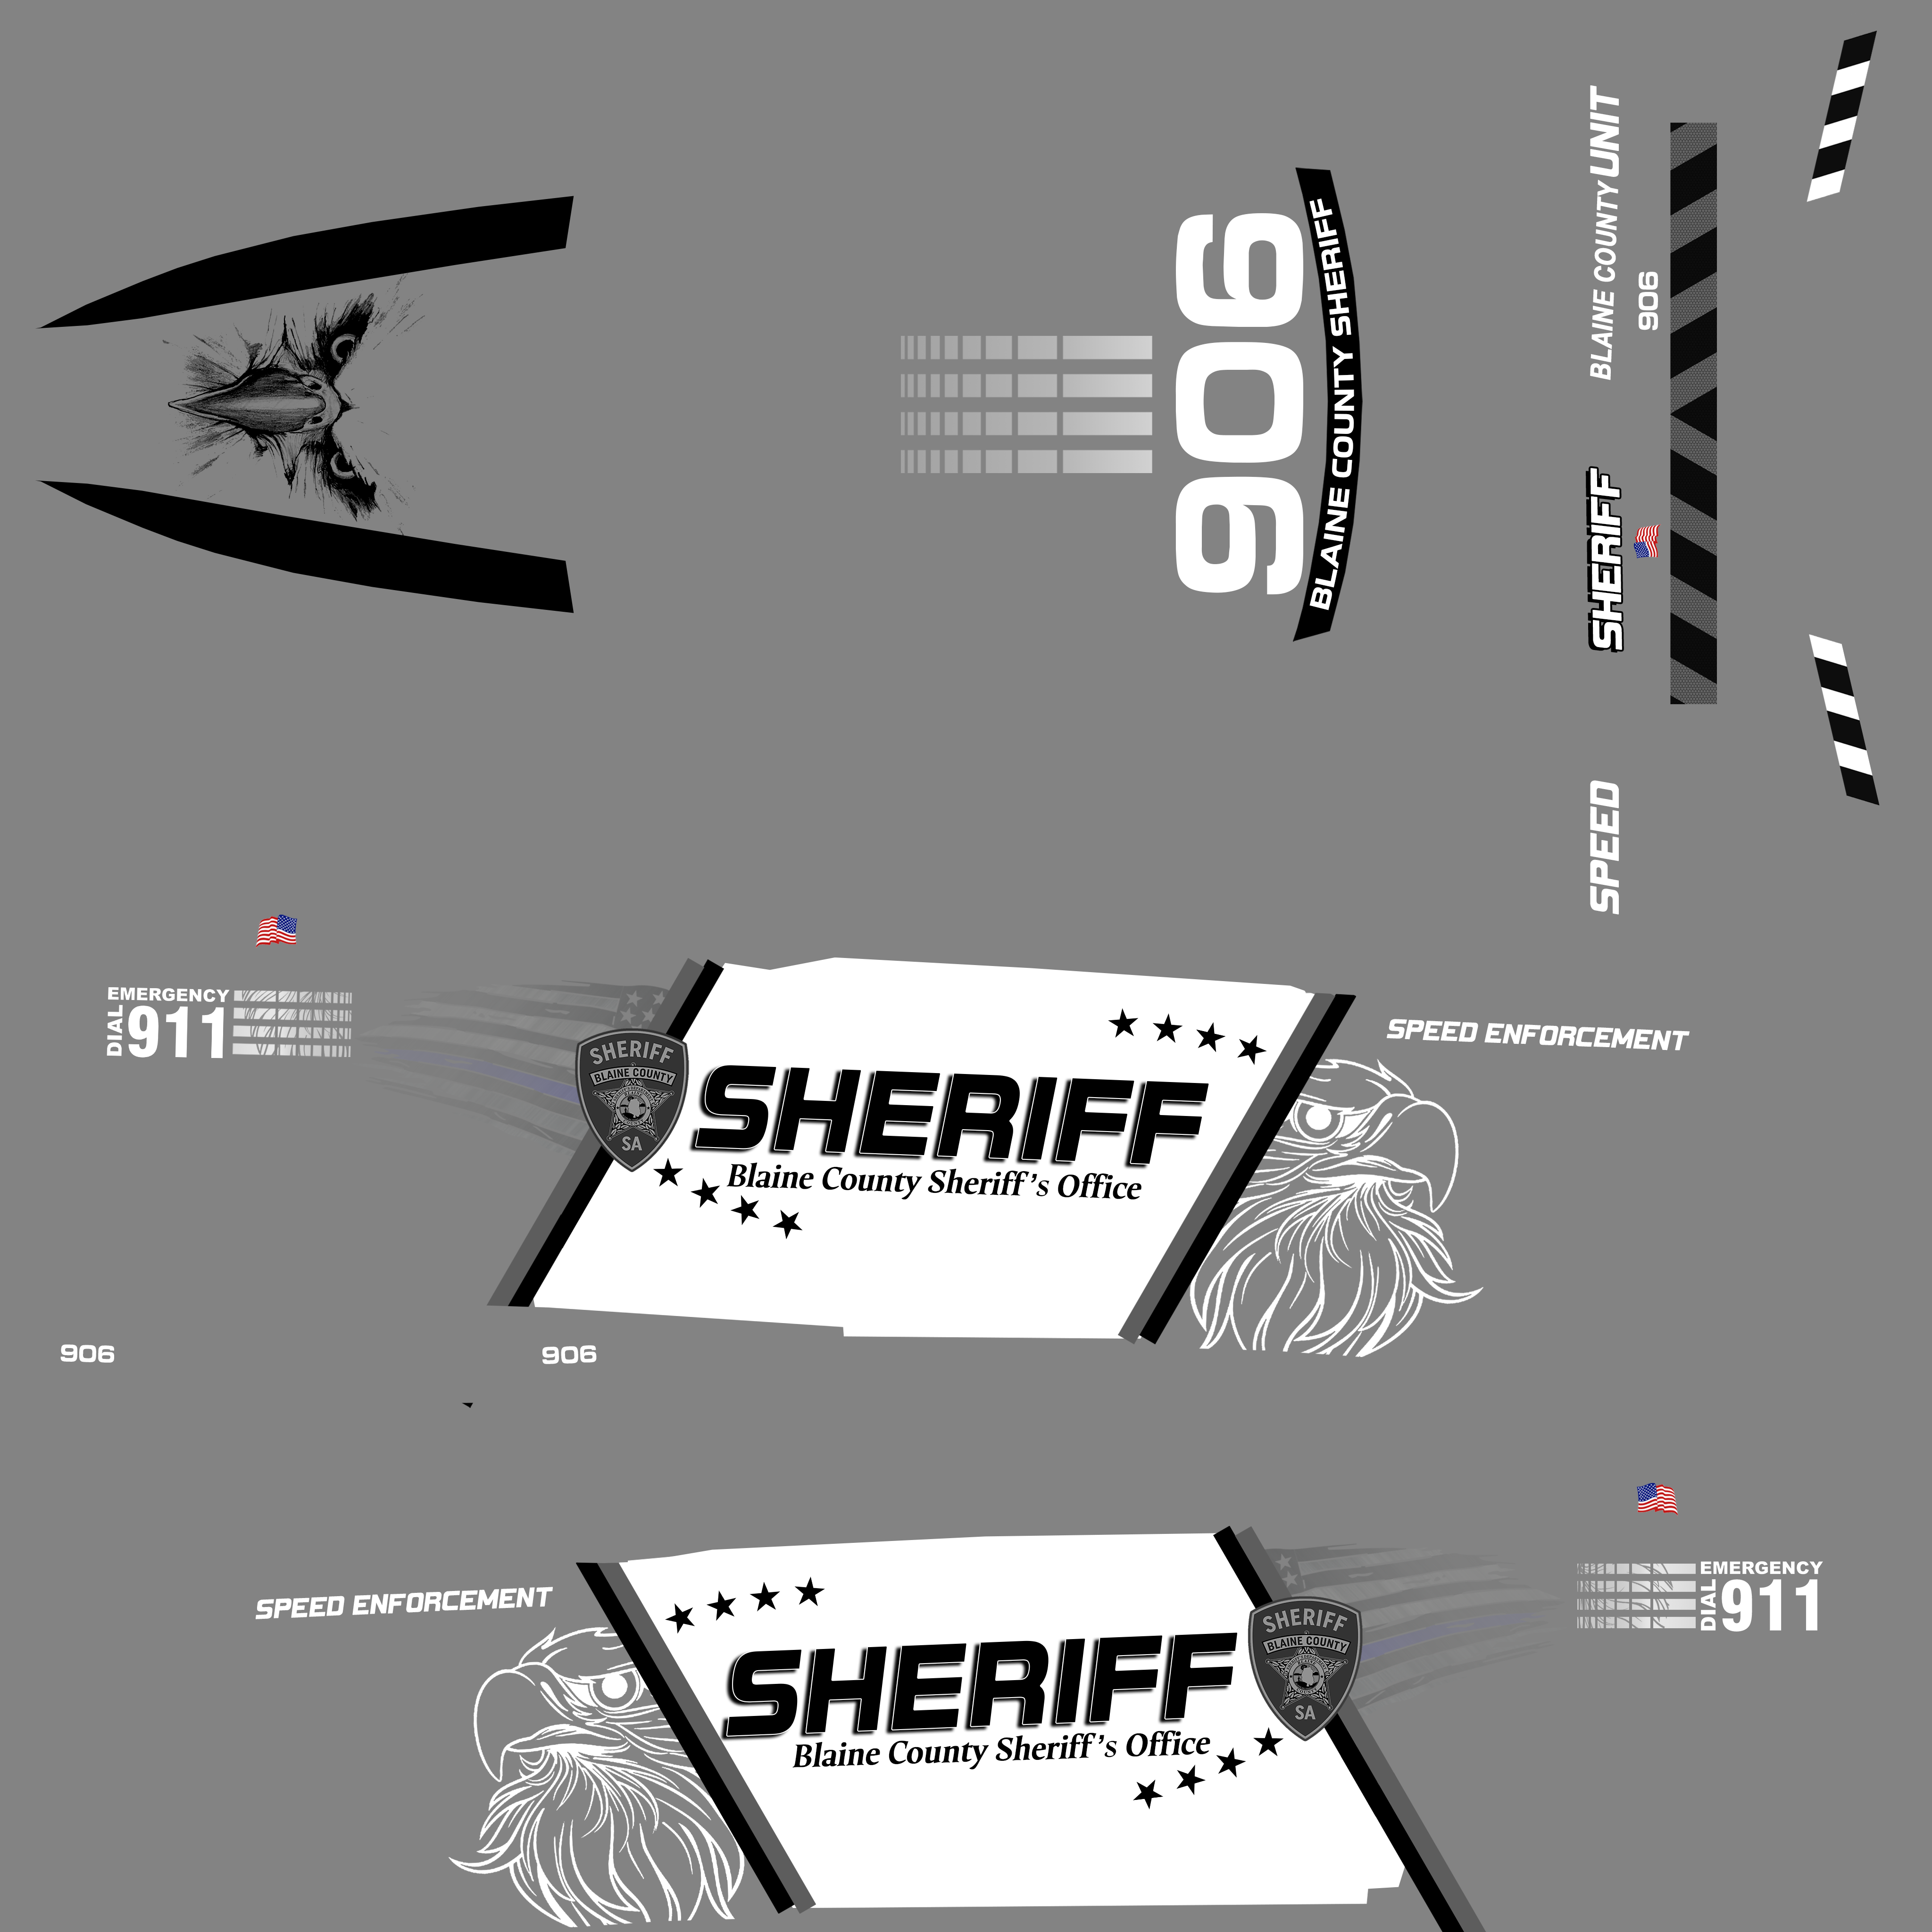 906
BLAINE COUNTY SHERIFF
BLAINE COUNTY UNIT
906
SHERIFF
SPEED
EMERGENCY
DIAL 911
SHERIFF
BLAINE COUNTY
SA
SHERIFF
Blaine County Sheriff's Office
SPEED ENFORCEMENT
906
906
SPEED ENFORCEMENT
SHERIFF
Blaine County Sheriff's Office
SHERIFF
BLAINE COUNTY
SA
EMERGENCY
DIAL 911